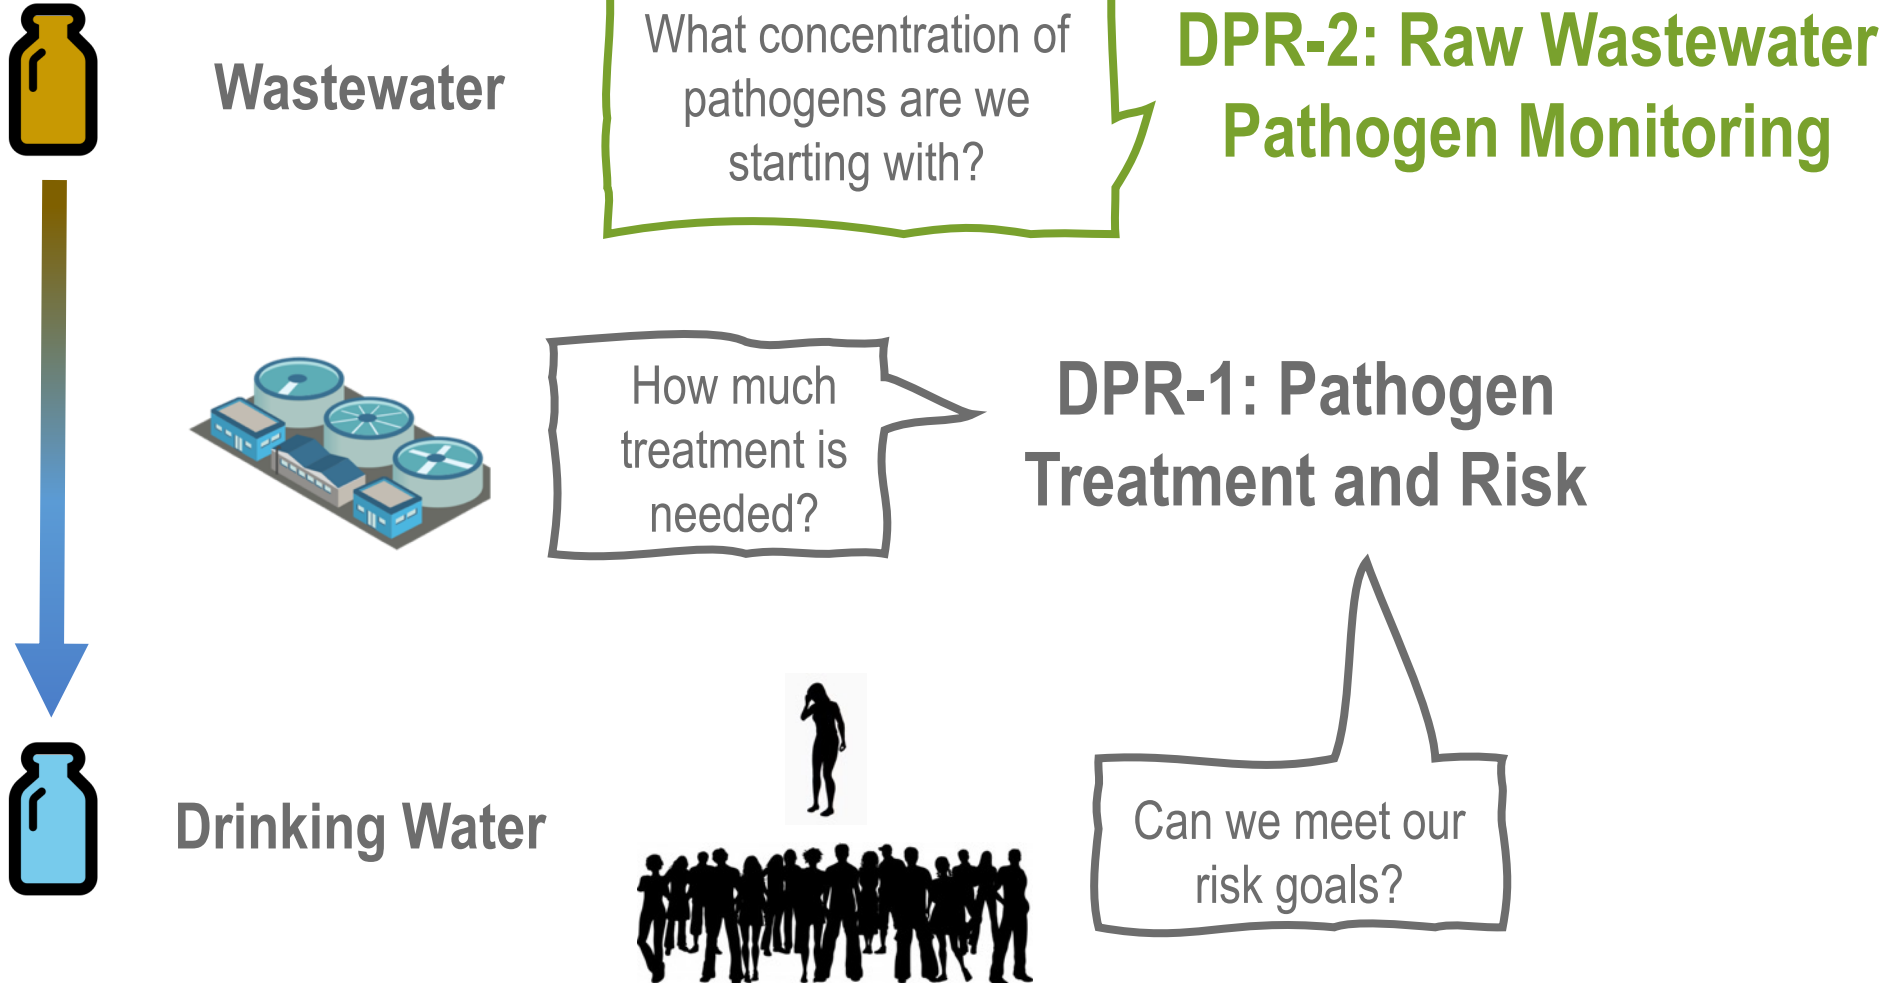 Wastewater
What concentration of
pathogens are we
starting with?
DPR-2: Raw Wastewater
Pathogen Monitoring
How much
treatment is
needed?
DPR-1: Pathogen
Treatment and Risk
Drinking Water
Can we meet our
risk goals?